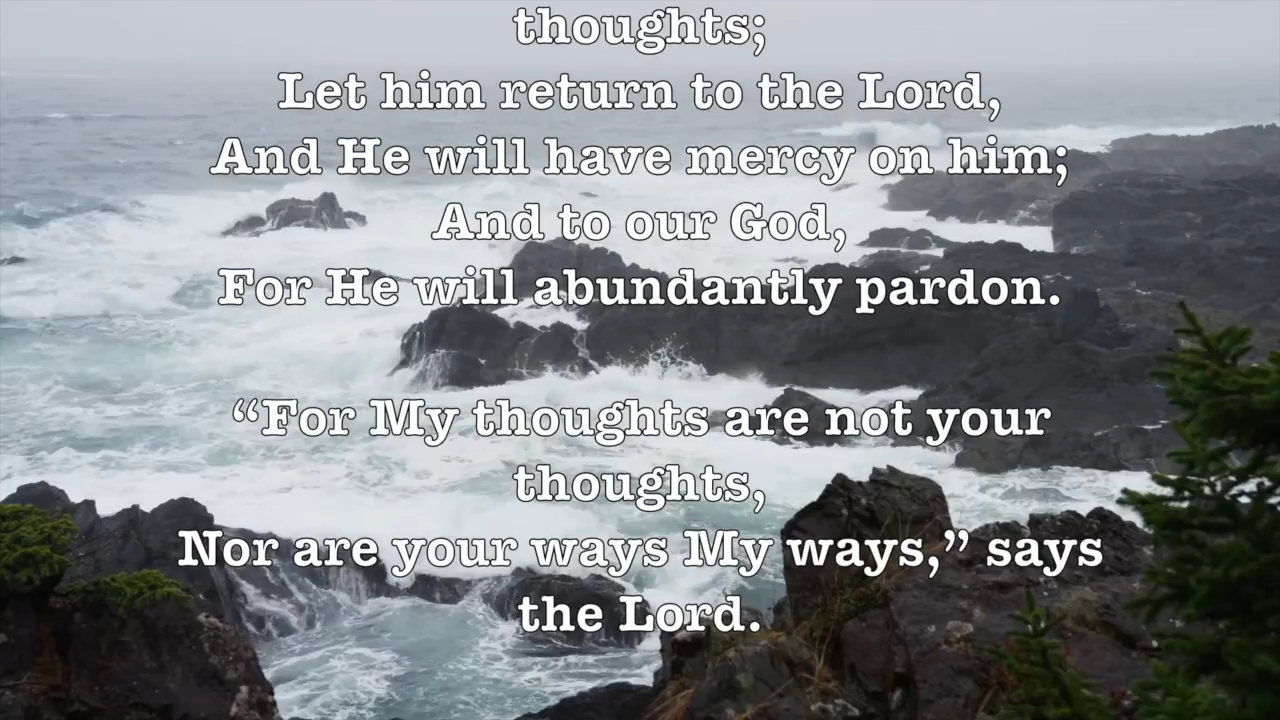 thoughts;
Let him return to the Lord,
And He will have mercy on him;
And to our God,
For He will abundantly pardon.
“For My thoughts are not your
thoughts,
Nor are your ways My ways,” says
the Lord.